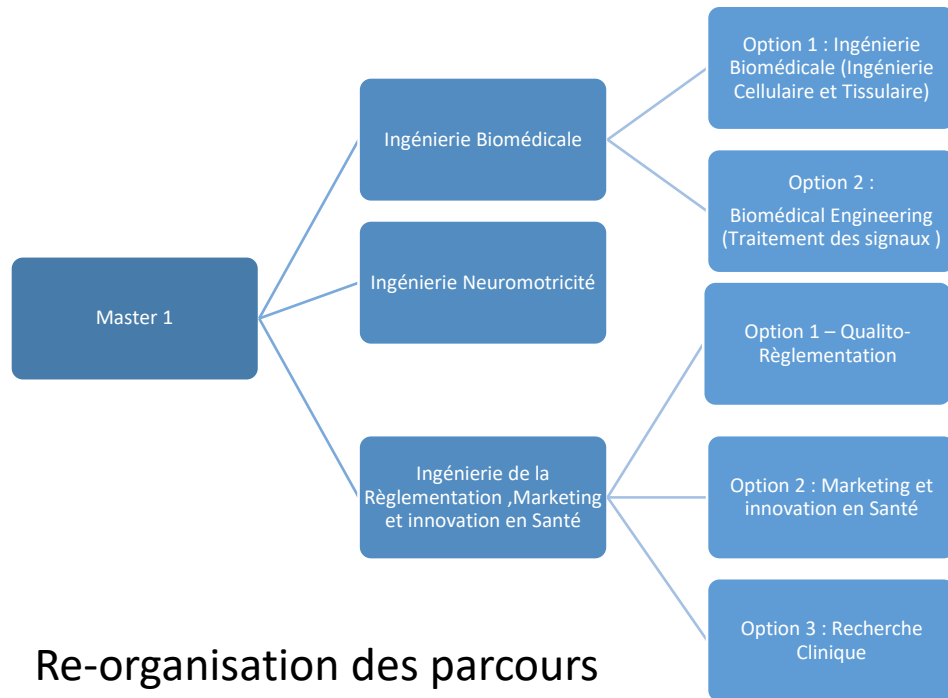 Master 1
Ingénierie Biomédicale
Option 1 : Ingénierie
Biomédicale (Ingénierie
Cellulaire et Tissulaire)
Option 2 :
Biomédical Engineering
(Traitement des signaux )
Ingénierie Neuromotricité
Ingénierie de la
Règlementation ,Marketing
et innovation en Santé
Option 1 – Qualito-
Règlementation
Option 2 : Marketing et
innovation en Santé
Option 3 : Recherche
Clinique
Re-organisation des parcours